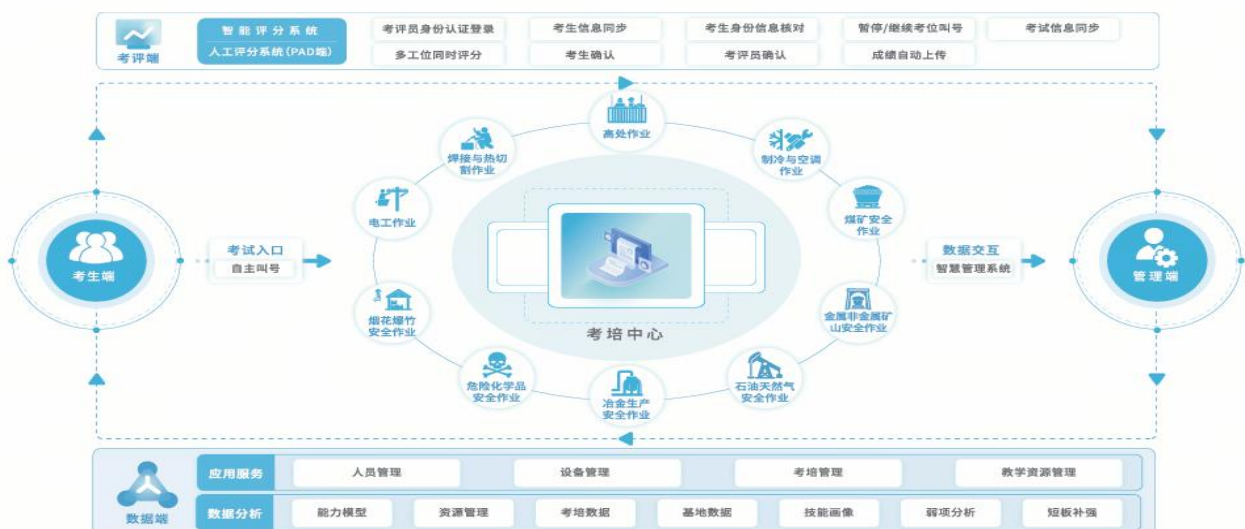 考评端
智能评分系统
人工评分系统(PAD端)
考评员身份认证登录
考生信息同步
考生身份信息核对
暂停/继续考位叫号
考试信息同步
多工位同时评分
考生确认
考评员确认
成绩自动上传
高处作业
焊接与热切
割作业
制冷与空调
作业
电工作业
煤矿安全
作业
考生端
考试入口
自主叫号
数据交互
智慧管理系统
管理端
烟花爆竹
安全作业
金属非金属矿
山安全作业
考培中心
危险化学品
安全作业
冶金生产
安全作业
石油天然气
安全作业
数据端
应用服务
人员管理
设备管理
考培管理
教学资源管理
数据分析
能力模型
资源管理
考培数据
基地数据
技能画像
弱项分析
短板补强